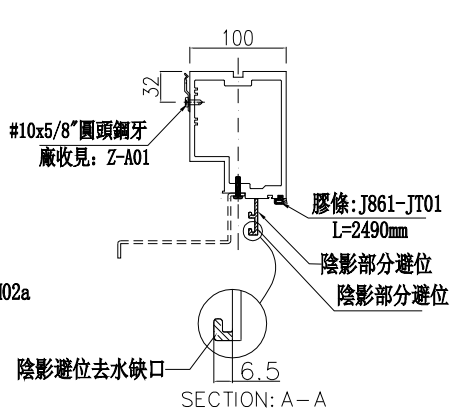 100
32
#10x5/8"圓頭鋼牙
廠收見: Z-A01
膠條:J861-JT01
L=2490mm
陰影部分避位
陰影部分避位
02a
陰影避位去水缺口
6.5
SECTION: A-A